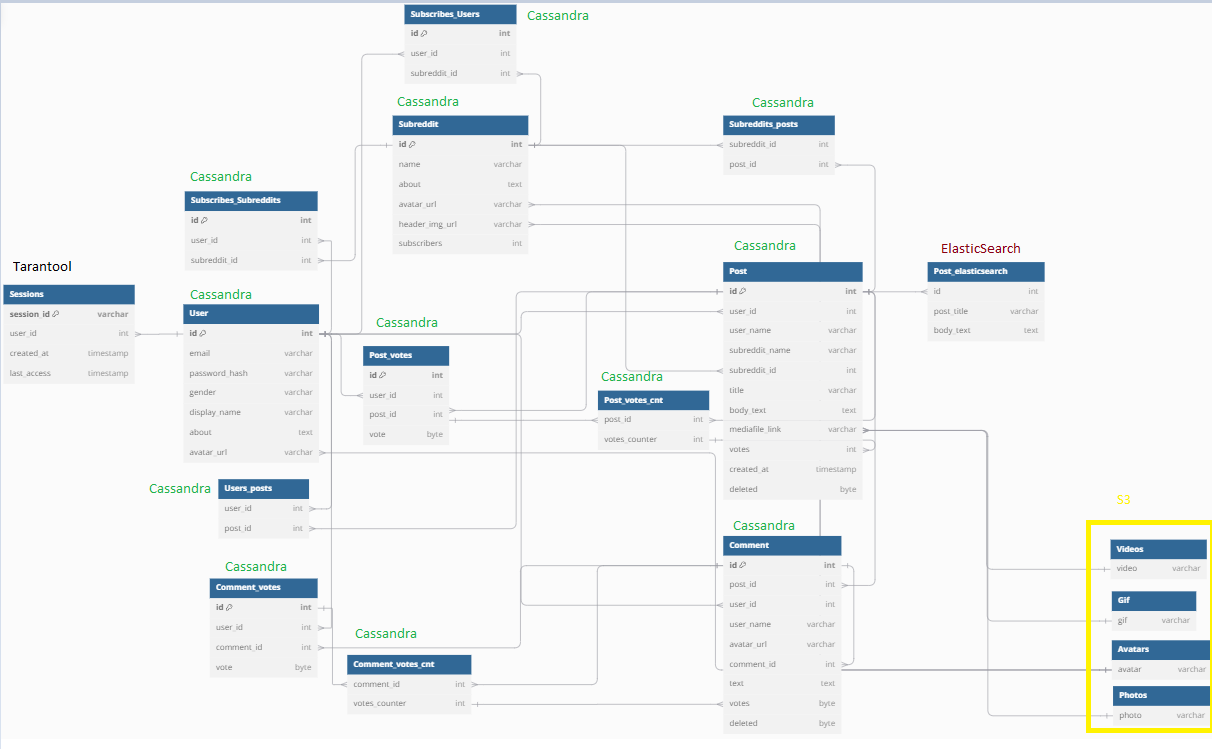 Subscribes_Users
Cassandra
id int
user_id int
subreddit_id int
Cassandra
Subreddit
id int
name varchar
about text
avatar_url varchar
header_img_url varchar
subscribers int
Cassandra
Subreddits_posts
subreddit_id int
post_id int
Cassandra
Subscribes_Subreddits
id int
user_id int
subreddit_id int
Tarantool
Sessions
session_id varchar
user_id int
created_at timestamp
last_access timestamp
Cassandra
User
id int
email varchar
password_hash varchar
gender varchar
display_name varchar
about text
avatar_url varchar
Cassandra
Post_votes
id int
user_id int
post_id int
vote byte
Cassandra
Post_votes_cnt
post_id int
votes_counter int
Cassandra
Post
id int
user_id int
user_name varchar
subreddit_name varchar
subreddit_id int
title varchar
body_text text
mediafile_link varchar
votes int
created_at timestamp
deleted byte
ElasticSearch
Post_elasticsearch
id int
post_title varchar
body_text text
Cassandra
Users_posts
user_id int
post_id int
Cassandra
Comment_votes
id int
user_id int
comment_id int
vote byte
Cassandra
Comment_votes_cnt
comment_id int
votes_counter int
Cassandra
Comment
id int
post_id int
user_id int
user_name varchar
avatar_url varchar
comment_id int
text text
votes byte
deleted byte
S3
Videos
video varchar
Gif
gif varchar
Avatars
avatar varchar
Photos
photo varchar